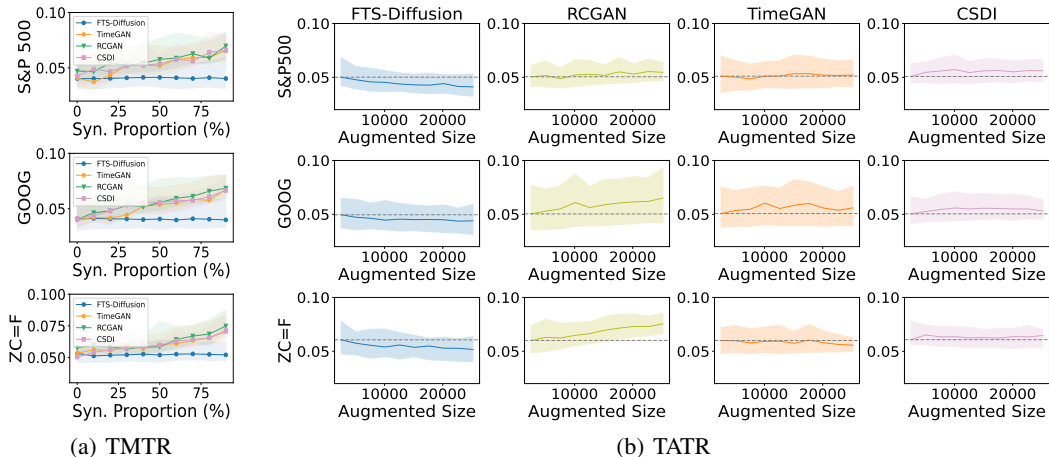 FTS-Diffusion RCGAN TimeGAN CSDI
S&P 500
0.10
0.05
FTS-Diffusion
TimeGAN
RCGAN
CSDI
0 25 50 75
Syn. Proportion (%)
S&P500
0.10 0.10 0.10 0.10
0.05 0.05 0.05 0.05
10000 20000 10000 20000 10000 20000 10000 20000
Augmented Size Augmented Size Augmented Size Augmented Size
GOOG
0.10
0.05
FTS-Diffusion
TimeGAN
RCGAN
CSDI
0 25 50 75
Syn. Proportion (%)
GOOG
0.10 0.10 0.10 0.10
0.05 0.05 0.05 0.05
10000 20000 10000 20000 10000 20000 10000 20000
Augmented Size Augmented Size Augmented Size Augmented Size
ZC=F
0.100
0.075
0.050
FTS-Diffusion
TimeGAN
RCGAN
CSDI
0 25 50 75
Syn. Proportion (%)
ZC=F
0.10 0.10 0.10 0.10
0.05 0.05 0.05 0.05
10000 20000 10000 20000 10000 20000 10000 20000
Augmented Size Augmented Size Augmented Size Augmented Size
(a) TMTR (b) TATR